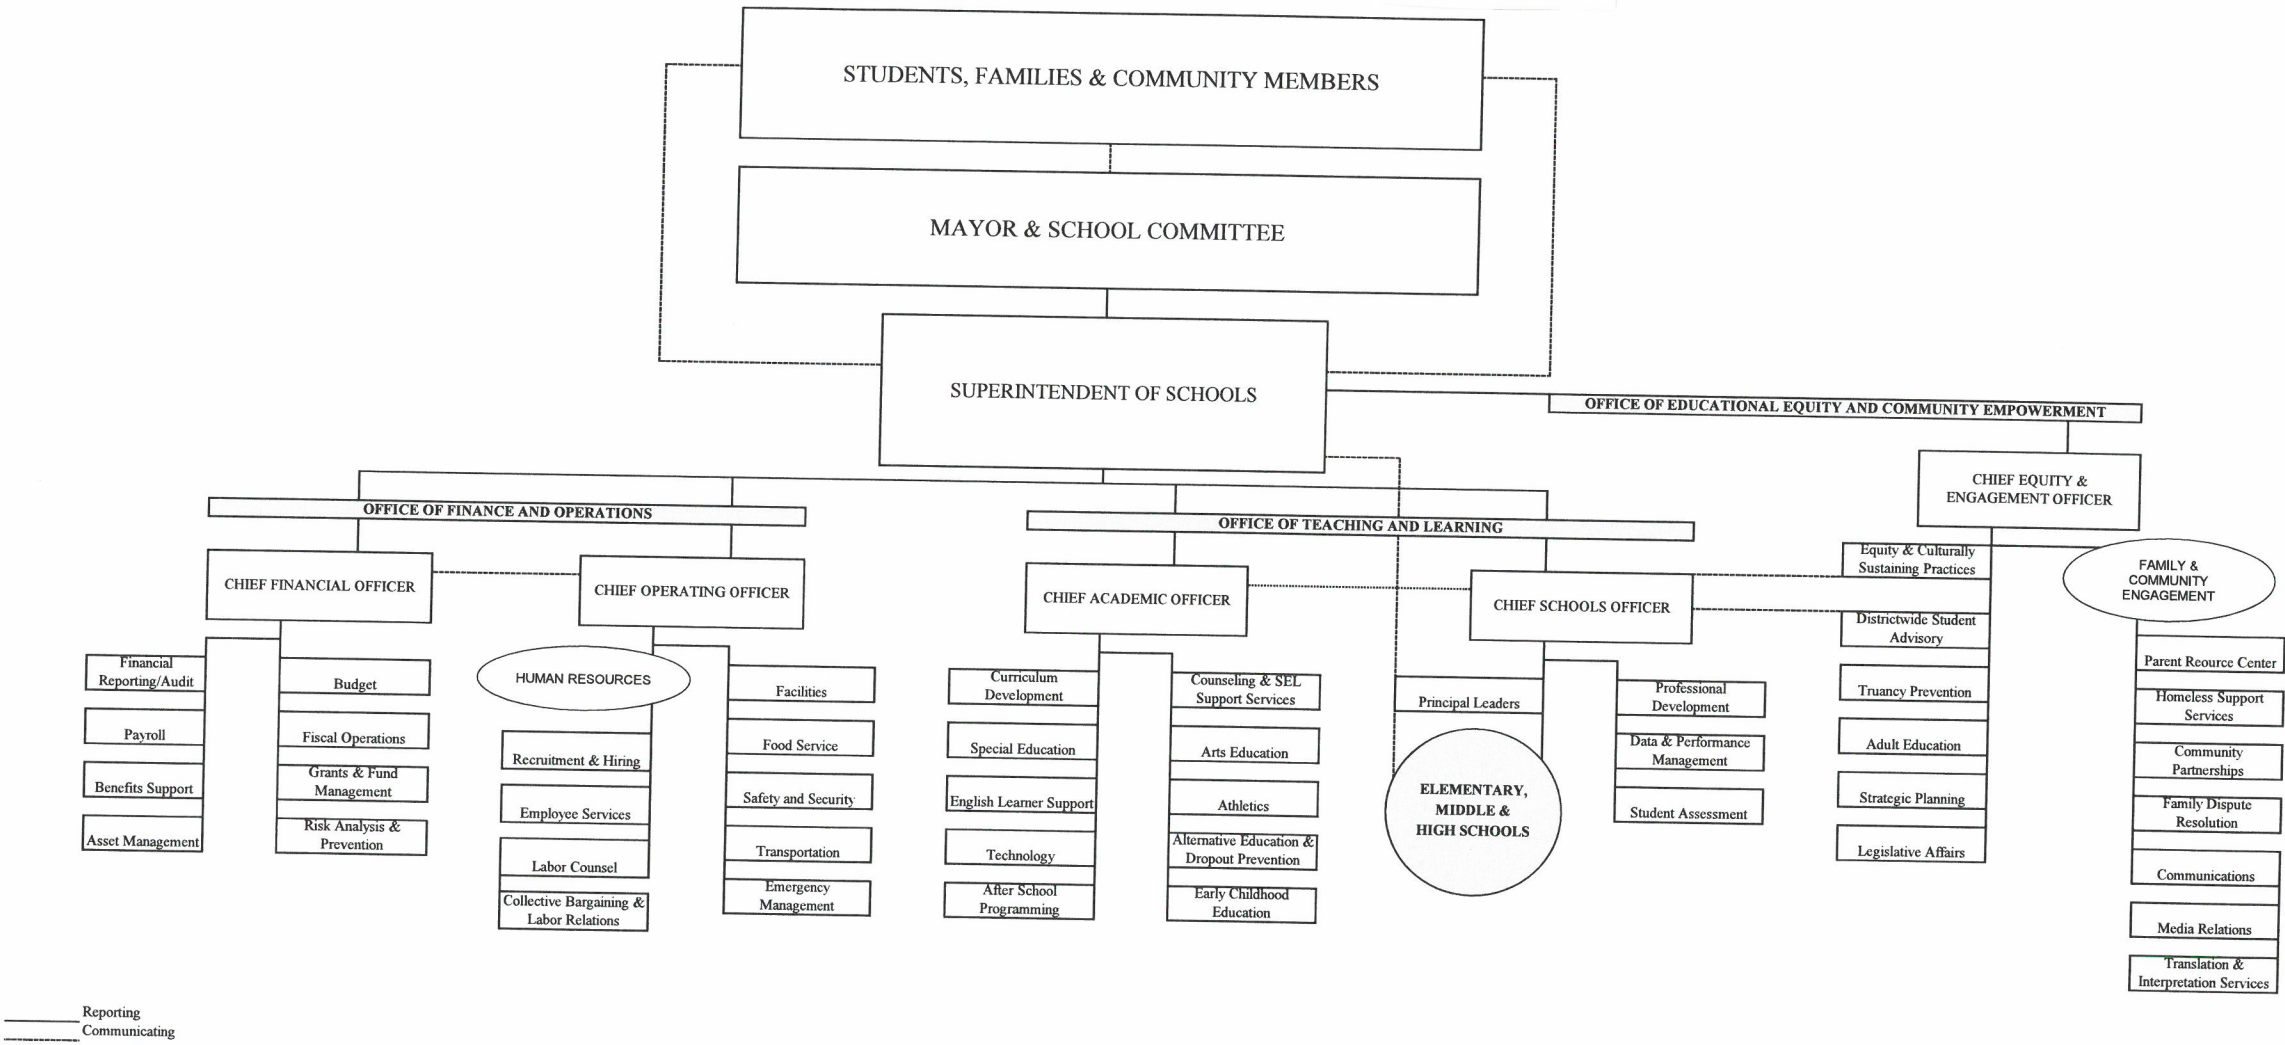 STUDENTS, FAMILIES & COMMUNITY MEMBERS
MAYOR & SCHOOL COMMITTEE
SUPERINTENDENT OF SCHOOLS
OFFICE OF EDUCATIONAL EQUITY AND COMMUNITY EMPOWERMENT
CHIEF EQUITY &
ENGAGEMENT OFFICER
OFFICE OF FINANCE AND OPERATIONS
OFFICE OF TEACHING AND LEARNING
CHIEF FINANCIAL OFFICER
CHIEF OPERATING OFFICER
CHIEF ACADEMIC OFFICER
CHIEF SCHOOLS OFFICER
Financial
Reporting/Audit
Payroll
Benefits Support
Asset Management
Budget
Fiscal Operations
Grants & Fund
Management
Risk Analysis &
Prevention
HUMAN RESOURCES
Recruitment & Hiring
Employee Services
Labor Counsel
Collective Bargaining &
Labor Relations
Facilities
Food Service
Safety and Security
Transportation
Emergency
Management
Curriculum
Development
Special Education
English Learner Support
Technology
After School
Programming
Counseling & SEL
Support Services
Arts Education
Athletics
Alternative Education &
Dropout Prevention
Early Childhood
Education
Principal Leaders
ELEMENTARY,
MIDDLE &
HIGH SCHOOLS
Professional
Development
Data & Performance
Management
Student Assessment
Equity & Culturally
Sustaining Practices
Districtwide Student
Advisory
Truancy Prevention
Adult Education
Strategic Planning
Legislative Affairs
FAMILY &
COMMUNITY
ENGAGEMENT
Parent Reource Center
Homeless Support
Services
Community
Partnerships
Family Dispute
Resolution
Communications
Media Relations
Translation &
Interpretation Services
Reporting
Communicating